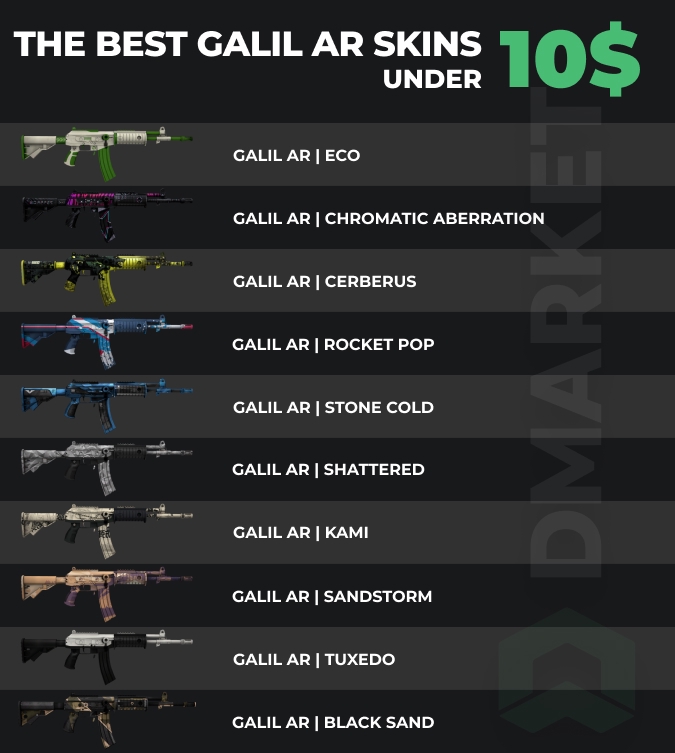 THE BEST GALIL AR SKINS
UNDER
10$
GALIL AR | ECO
GALIL AR | CHROMATIC ABERRATION
GALIL AR | CERBERUS
GALIL AR | ROCKET POP
GALIL AR | STONE COLD
GALIL AR | SHATTERED
GALIL AR | KAMI
GALIL AR | SANDSTORM
GALIL AR | TUXEDO
GALIL AR | BLACK SAND
DMARKET